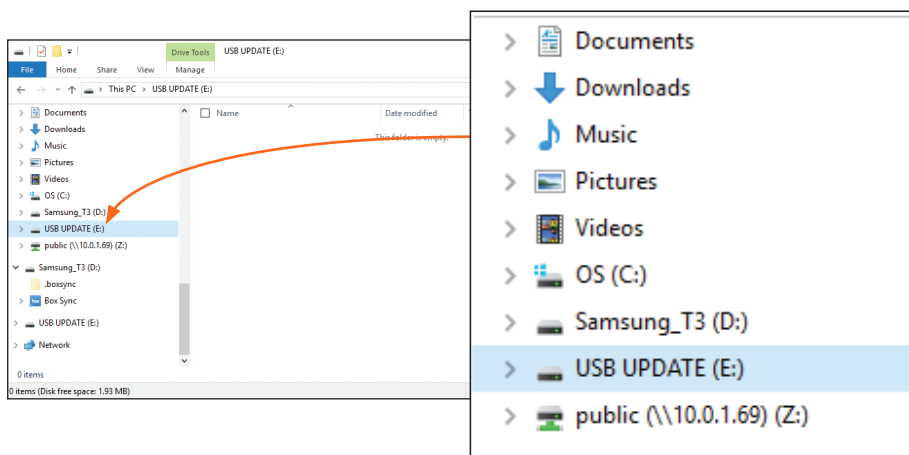 Drive Tools
USB UPDATE (E:)
File Home Share View Manage
This PC > USB UPDATE (E:)
Documents
Downloads
Music
Pictures
Videos
OS (C:)
Samsung_T3 (D:)
USB UPDATE (E:)
public (\\10.0.1.69) (Z:)
Samsung_T3 (D:)
.boxsync
Box Sync
USB UPDATE (E:)
Network
Name Date modified
This folder is empty.
0 items
0 items (Disk free space: 1.93 MB)
Documents
Downloads
Music
Pictures
Videos
OS (C:)
Samsung_T3 (D:)
USB UPDATE (E:)
public (\\10.0.1.69) (Z:)